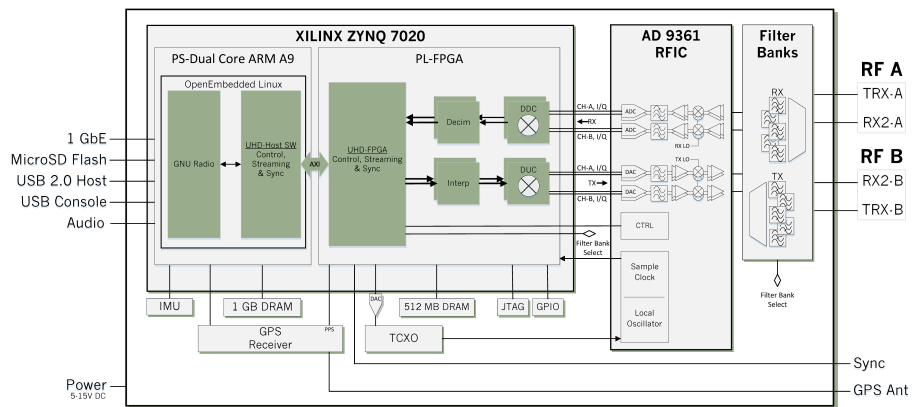 XILINX ZYNQ 7020
PS-Dual Core ARM A9
OpenEmbedded Linux
GNU Radio
UHD-Host SW
Control,
Streaming
& Sync
AXI
PL-FPGA
UHD-FPGA
Control, Streaming
& Sync
Decim
DDC
Interp
DUC
CH-A, I/Q
RX
CH-B, I/Q
CH-A, I/Q
TX
CH-B, I/Q
Filter Bank
Select
AD 9361
RFIC
ADC
ADC
RX LO
TX LO
DAC
DAC
CTRL
Sample
Clock
Local
Oscillator
Filter
Banks
RX
TX
Filter Bank
Select
RF A
TRX-A
RX2-A
RF B
RX2-B
TRX-B
1 GbE
MicroSD Flash
USB 2.0 Host
USB Console
Audio
IMU
1 GB DRAM
DAC
512 MB DRAM
JTAG
GPIO
GPS
Receiver
PPS
TCXO
Sync
GPS Ant
Power
5-15V DC